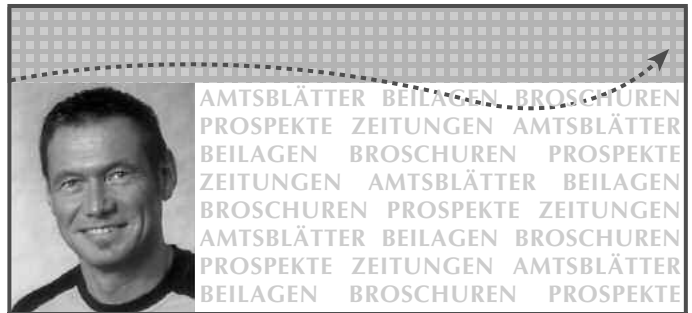 AMTSBLÄTTER BEILAGEN BROSCHUREN
PROSPEKTE ZEITUNGEN AMTSBLÄTTER
BEILAGEN BROSCHUREN PROSPEKTE
ZEITUNGEN AMTSBLÄTTER BEILAGEN
BROSCHUREN PROSPEKTE ZEITUNGEN
AMTSBLÄTTER BEILAGEN BROSCHUREN
PROSPEKTE ZEITUNGEN AMTSBLÄTTER
BEILAGEN BROSCHUREN PROSPEKTE